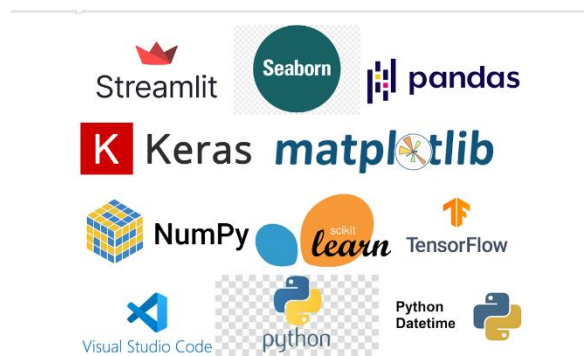 Streamlit
Seaborn
pandas
K Keras
matplotlib
NumPy
scikit
learn
TensorFlow
Visual Studio Code
python
Python
Datetime